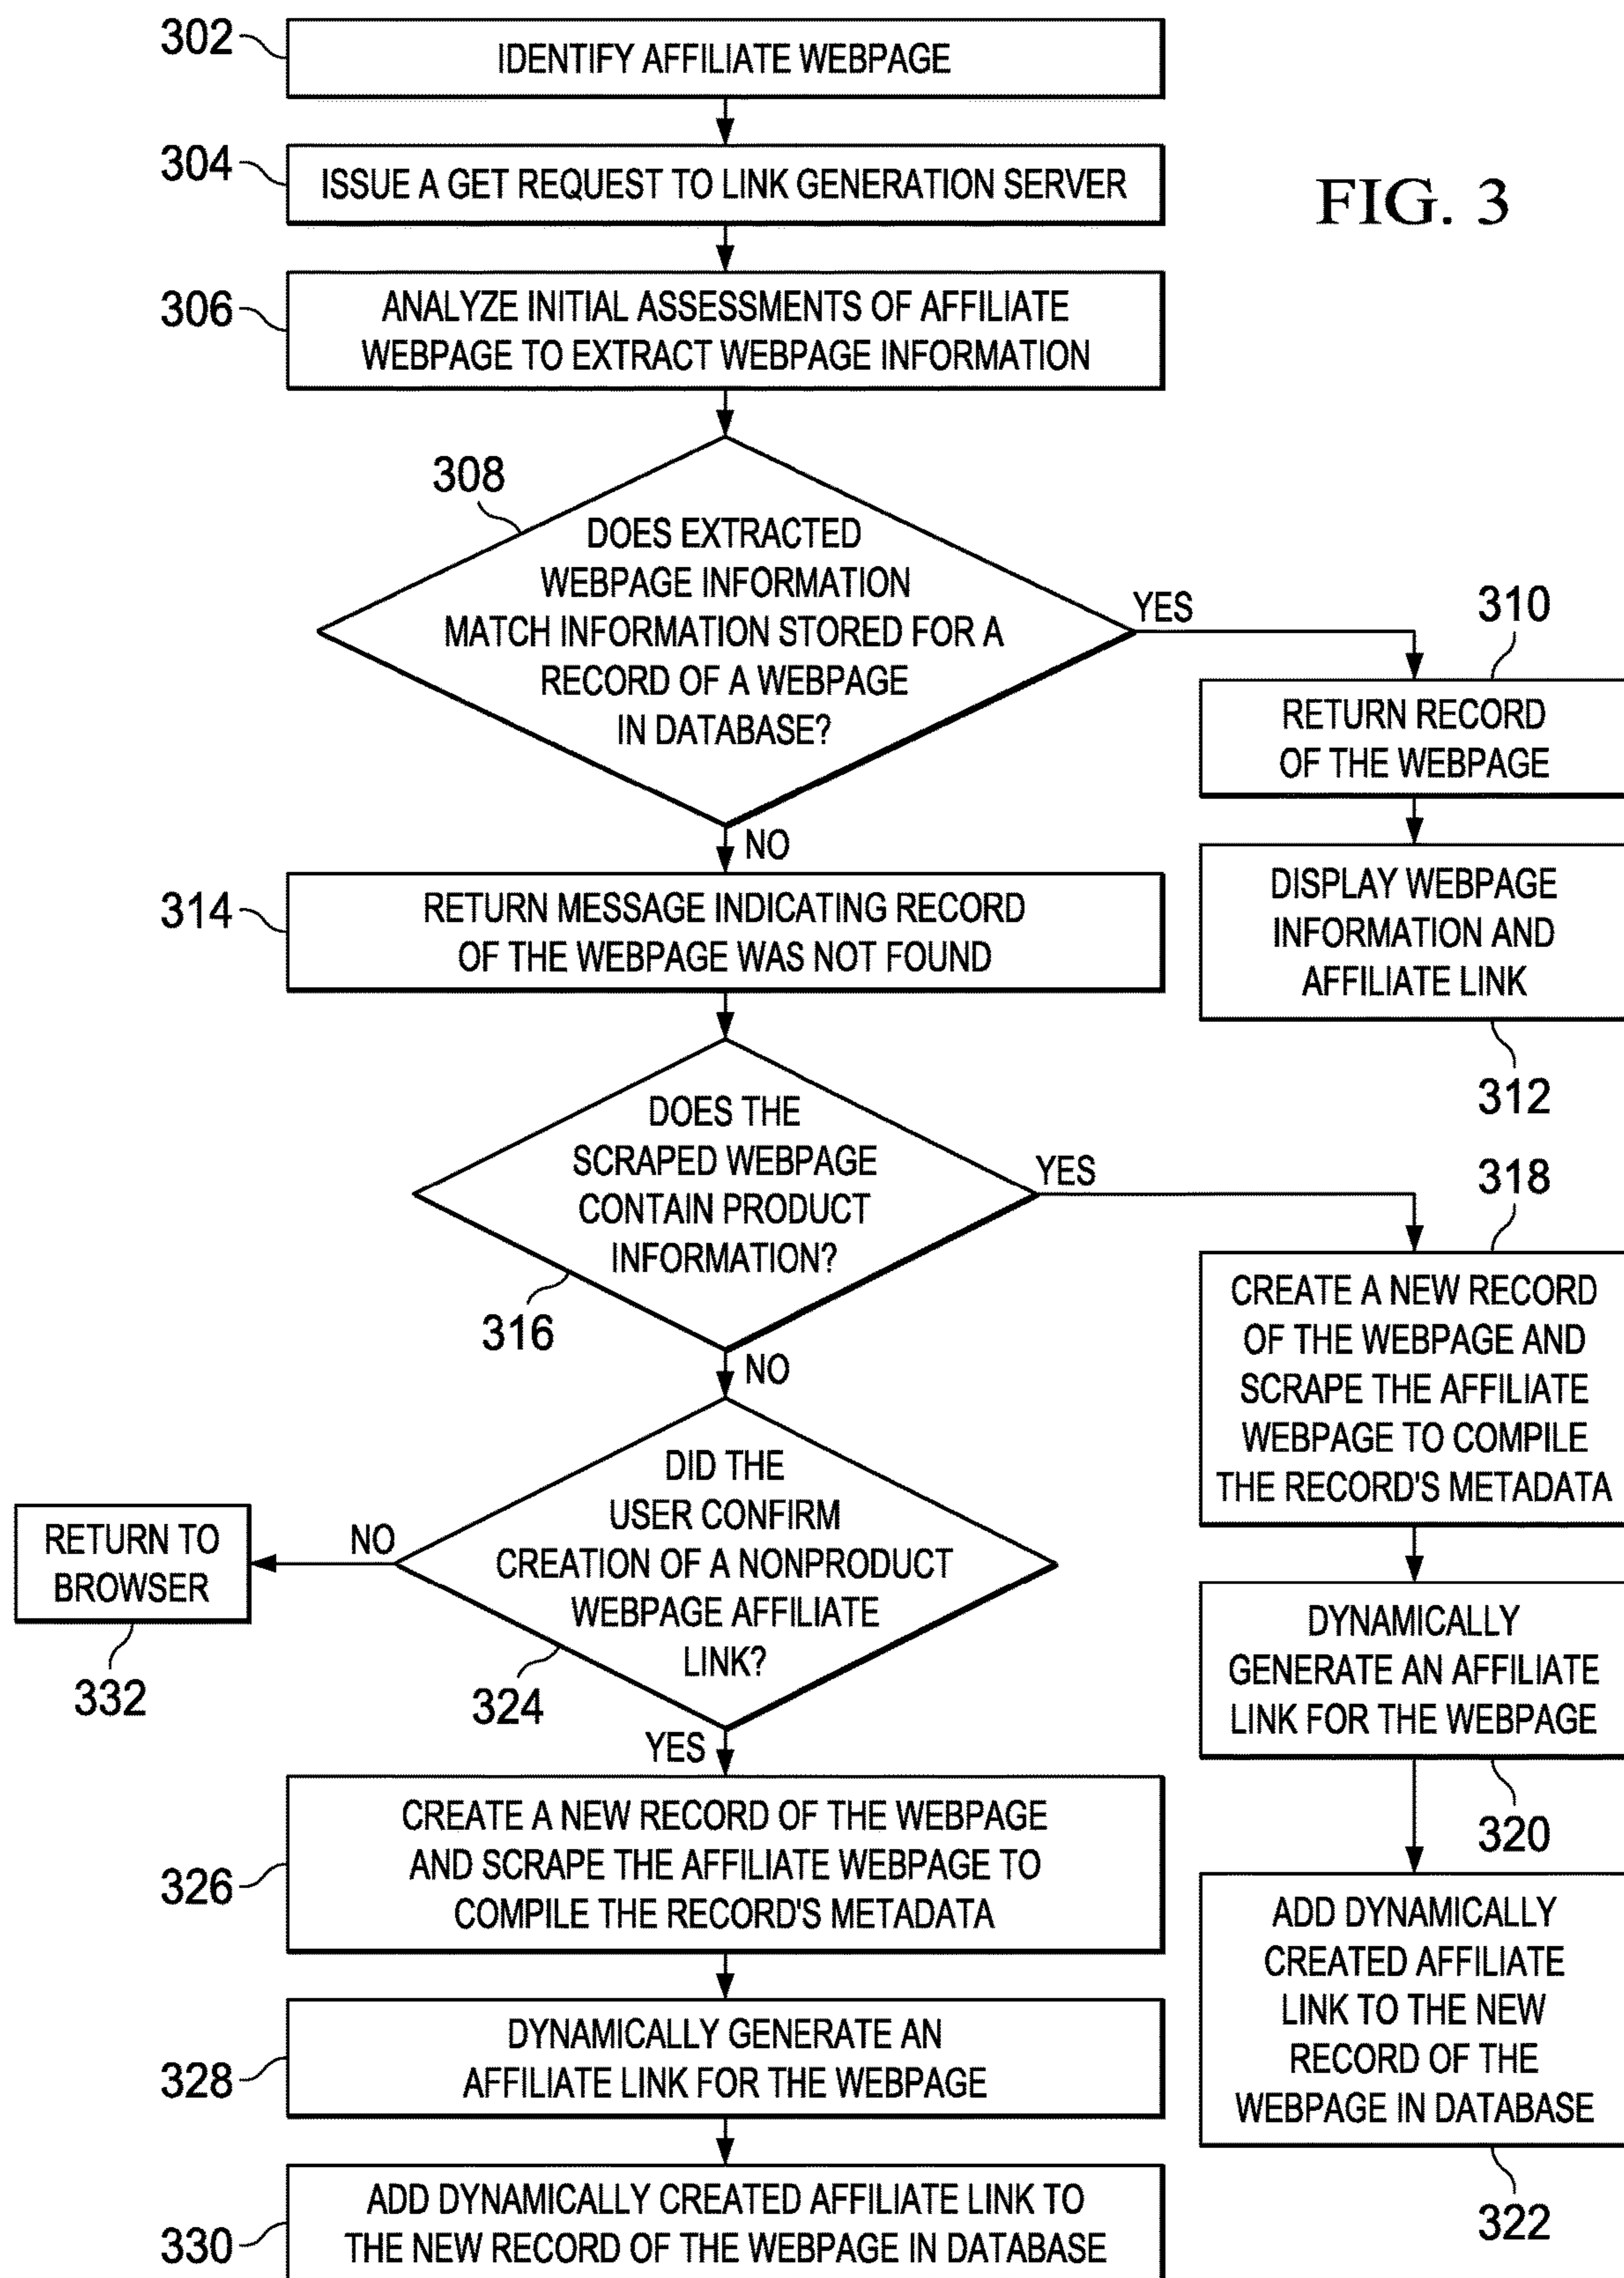 302
IDENTIFY AFFILIATE WEBPAGE
304
ISSUE A GET REQUEST TO LINK GENERATION SERVER
FIG. 3
306
ANALYZE INITIAL ASSESSMENTS OF AFFILIATE
WEBPAGE TO EXTRACT WEBPAGE INFORMATION
308
DOES EXTRACTED
WEBPAGE INFORMATION
MATCH INFORMATION STORED FOR A
RECORD OF A WEBPAGE
IN DATABASE?
YES
310
RETURN RECORD
OF THE WEBPAGE
DISPLAY WEBPAGE
INFORMATION AND
AFFILIATE LINK
312
NO
314
RETURN MESSAGE INDICATING RECORD
OF THE WEBPAGE WAS NOT FOUND
DOES THE
SCRAPED WEBPAGE
CONTAIN PRODUCT
INFORMATION?
316
YES
318
CREATE A NEW RECORD
OF THE WEBPAGE AND
SCRAPE THE AFFILIATE
WEBPAGE TO COMPILE
THE RECORD'S METADATA
DYNAMICALLY
GENERATE AN AFFILIATE
LINK FOR THE WEBPAGE
320
ADD DYNAMICALLY
CREATED AFFILIATE
LINK TO THE NEW
RECORD OF THE
WEBPAGE IN DATABASE
322
NO
DID THE
USER CONFIRM
CREATION OF A NONPRODUCT
WEBPAGE AFFILIATE
LINK?
324
NO
RETURN TO
BROWSER
332
YES
326
CREATE A NEW RECORD OF THE WEBPAGE
AND SCRAPE THE AFFILIATE WEBPAGE TO
COMPILE THE RECORD'S METADATA
328
DYNAMICALLY GENERATE AN
AFFILIATE LINK FOR THE WEBPAGE
330
ADD DYNAMICALLY CREATED AFFILIATE LINK TO
THE NEW RECORD OF THE WEBPAGE IN DATABASE